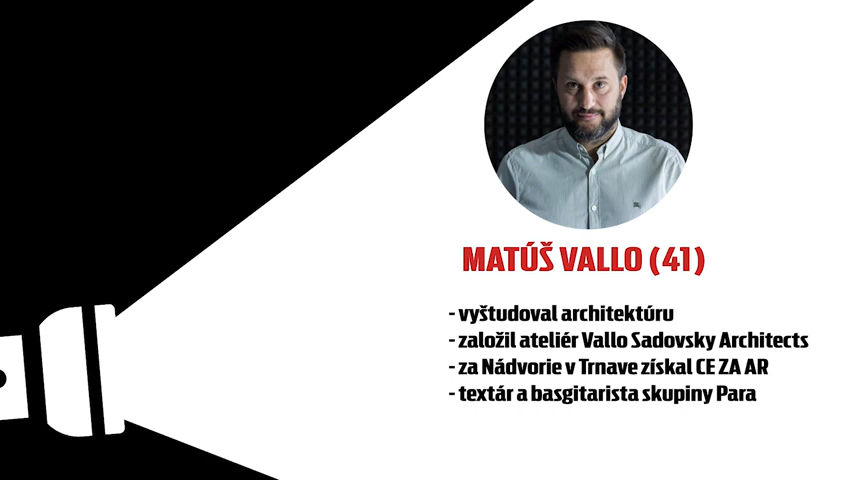 MATÚŠ VALLO (41)
- vyštudoval architektúru
- založil ateliér Vallo Sadovsky Architects
- za Nádvorie v Trnave získal CE ZA AR
- textár a basgitarista skupiny Para